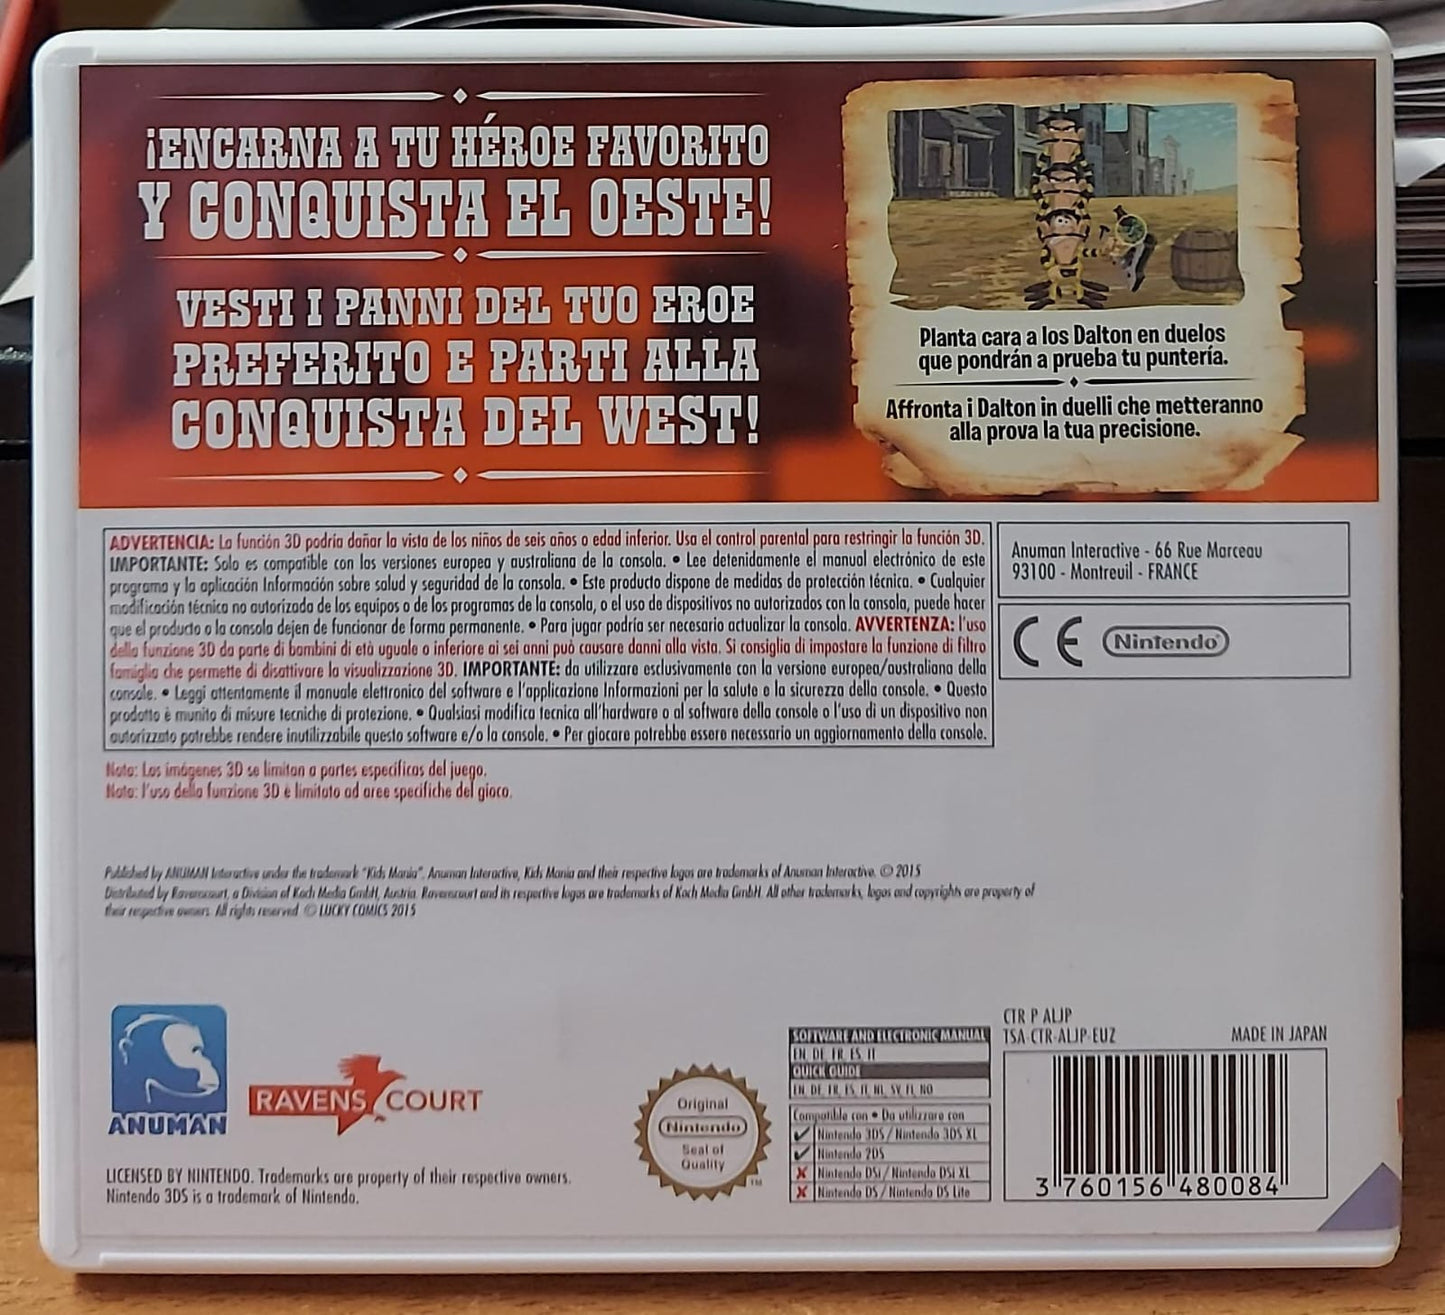 ¡ENCARNA A TU HÉROE FAVORITO
Y CONQUISTA EL OESTE!
VESTI I PANNI DEL TUO EROE
PREFERITO E PARTI ALLA
CONQUISTA DEL WEST!
Planta cara a los Dalton en duelos
que pondrán a prueba tu puntería.
Affronta i Dalton in duelli che metteranno
alla prova la tua precisione.
ADVERTENCIA: La función 3D podría dañar la vista de los niños de seis años o edad inferior. Usa el control parental para restringir la función 3D.
IMPORTANTE: Solo es compatible con las versiones europea y australiana de la consola. • Lee detenidamente el manual electrónico de este
programa y la aplicación Información sobre salud y seguridad de la consola. • Este producto dispone de medidas de protección técnica. • Cualquier
modificación técnica no autorizada de los equipos o de los programas de la consola, o el uso de dispositivos no autorizados con la consola, puede hacer
que el producto o la consola dejen de funcionar de forma permanente. • Para jugar podría ser necesario actualizar la consola. AVVERTENZA: l'uso
della funzione 3D da parte di bambini di età uguale o inferiore ai sei anni può causare danni alla vista. Si consiglia di impostare la funzione di filtro
famiglia che permette di disattivare la visualizzazione 3D. IMPORTANTE: da utilizzare esclusivamente con la versione europea/australiana della
console. • Leggi attentamente il manuale elettronico del software e l'applicazione Informazioni per la salute e la sicurezza della console. • Questo
prodotto è munito di misure tecniche di protezione. • Qualsiasi modifica tecnica all'hardware o al software della console o l'uso di un dispositivo non
autorizzato potrebbe rendere inutilizzabile questo software e/o la console. • Per giocare potrebbe essere necessario un aggiornamento della console.
Anuman Interactive - 66 Rue Marceau
93100 - Montreuil - FRANCE
CE Nintendo
Nota: Las imágenes 3D se limitan a partes específicas del juego.
Nota: l'uso della funzione 3D è limitato ad aree specifiche del gioco.
Published by ANUMAN Interactive under the trademark "Kids Mania". Anuman Interactive, Kids Mania and their respective logos are trademarks of Anuman Interactive. © 2015
Distributed by Ravenscourt, a Division of Koch Media GmbH, Austria. Ravenscourt and its respective logos are trademarks of Koch Media GmbH. All other trademarks, logos and copyrights are property of
their respective owners. All rights reserved © LUCKY COMICS 2015
ANUMAN
RAVENSCOURT
LICENSED BY NINTENDO. Trademarks are property of their respective owners.
Nintendo 3DS is a trademark of Nintendo.
Original
Nintendo
Seal of
Quality
TM
SOFTWARE AND ELECTRONIC MANUAL
EN, DE, FR, ES, IT
QUICK GUIDE
EN, DE, FR, ES, IT, NL, SV, FI, NO
Compatible con • Da utilizzare con
Nintendo 3DS / Nintendo 3DS XL
Nintendo 2DS
Nintendo DSi / Nintendo DSi XL
Nintendo DS / Nintendo DS Lite
CTR P ALJP
TSA-CTR-ALJP-EUZ
MADE IN JAPAN
3 760156 480084